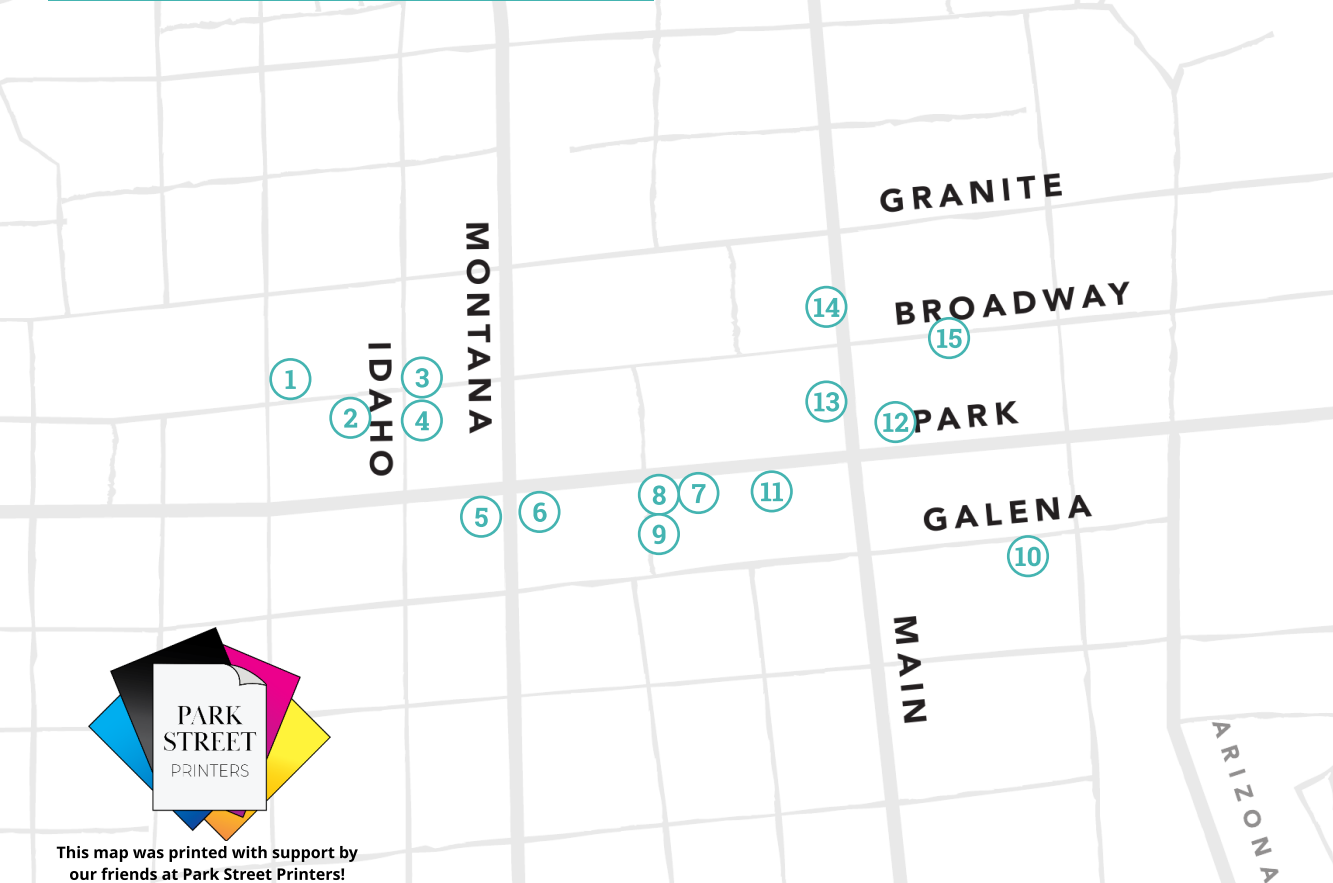 GRANITE
MONTANA
BROADWAY
14
15
IDAHO
1
3
2
4
13
12
PARK
8
7
11
5
6
9
GALENA
10
MAIN
PARK
STREET
PRINTERS
ARIZONA
This map was printed with support by
our friends at Park Street Printers!